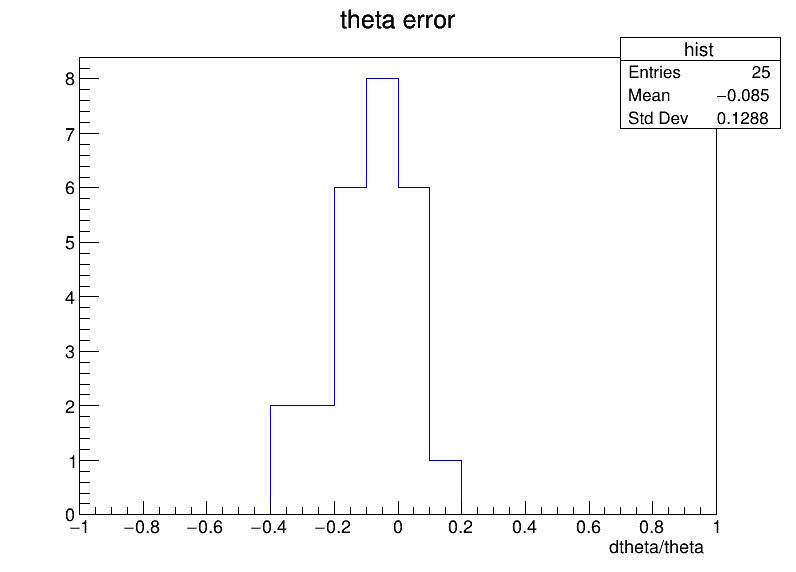 theta error
hist
Entries 25
Mean −0.085
Std Dev 0.1288
8
7
6
5
4
3
2
1
0
−1 −0.8 −0.6 −0.4 −0.2 0 0.2 0.4 0.6 0.8 1
dtheta/theta